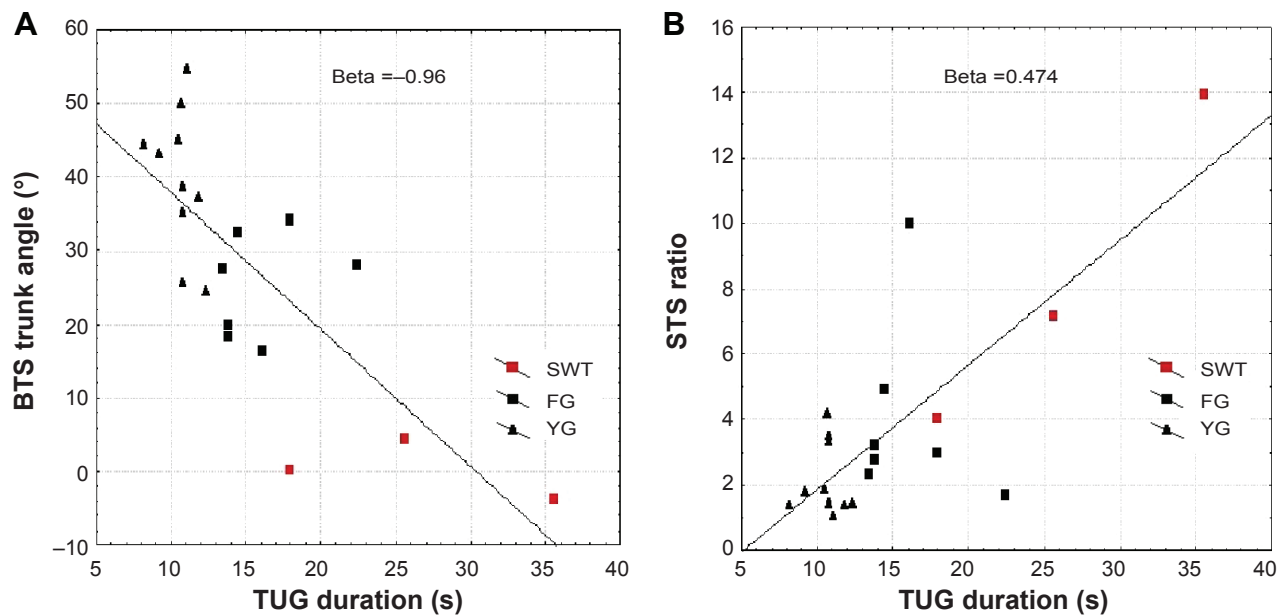 A
Beta =–0.96
BTS trunk angle (°)
60
50
40
30
20
10
0
–10
SWT
FG
YG
5 10 15 20 25 30 35 40
TUG duration (s)
B
Beta =0.474
STS ratio
16
14
12
10
8
6
4
2
0
SWT
FG
YG
5 10 15 20 25 30 35 40
TUG duration (s)